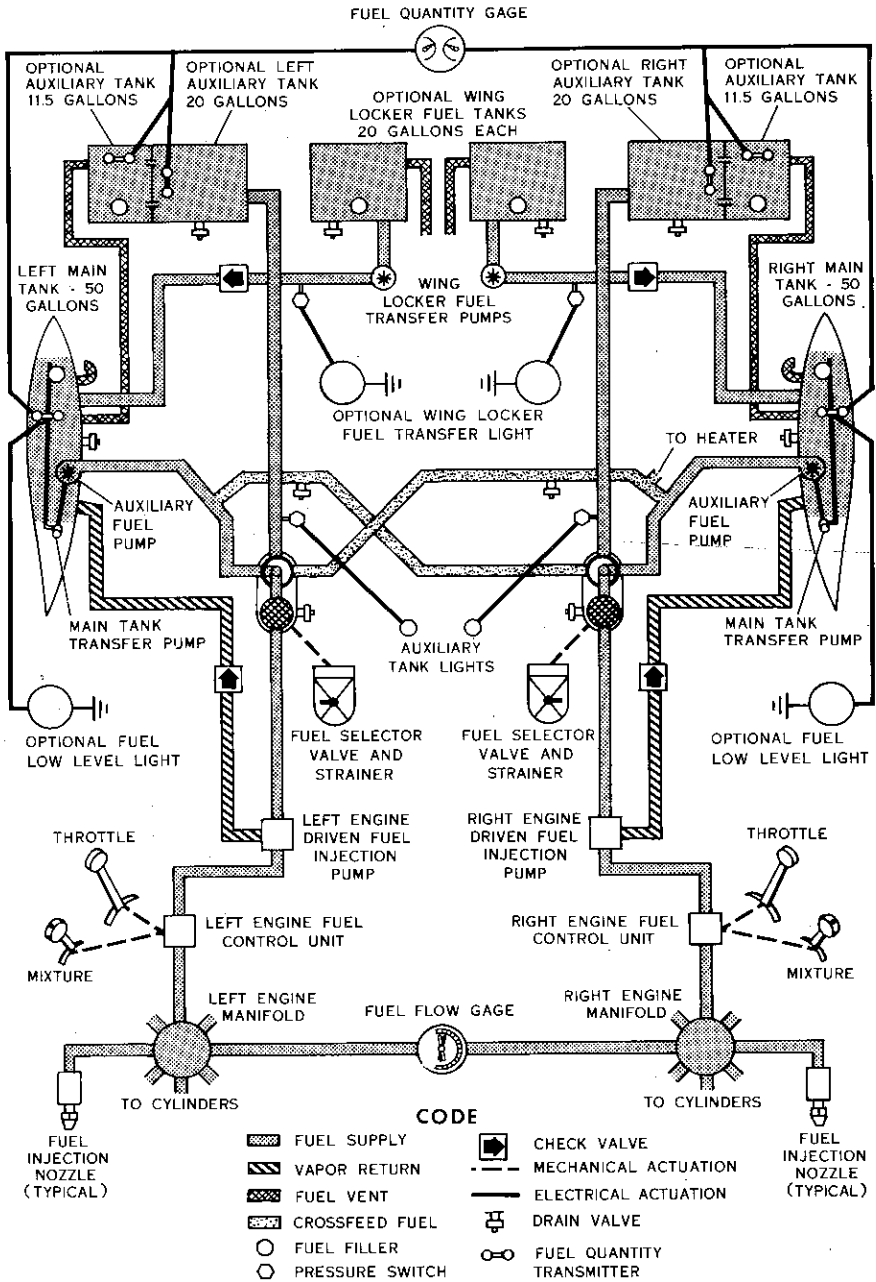 FUEL QUANTITY GAGE
OPTIONAL
AUXILIARY TANK
11.5 GALLONS
OPTIONAL LEFT
AUXILIARY TANK
20 GALLONS
OPTIONAL WING
LOCKER FUEL TANKS
20 GALLONS EACH
OPTIONAL RIGHT
AUXILIARY TANK
20 GALLONS
OPTIONAL
AUXILIARY TANK
11.5 GALLONS
LEFT MAIN
TANK - 50
GALLONS
WING
LOCKER FUEL
TRANSFER PUMPS
RIGHT MAIN
TANK - 50
GALLONS
OPTIONAL WING LOCKER
FUEL TRANSFER LIGHT
TO HEATER
AUXILIARY
FUEL
PUMP
AUXILIARY
FUEL
PUMP
MAIN TANK
TRANSFER PUMP
AUXILIARY
TANK LIGHTS
MAIN TANK
TRANSFER PUMP
OPTIONAL FUEL
LOW LEVEL LIGHT
FUEL SELECTOR
VALVE AND
STRAINER
FUEL SELECTOR
VALVE AND
STRAINER
OPTIONAL FUEL
LOW LEVEL LIGHT
THROTTLE
LEFT ENGINE
DRIVEN FUEL
INJECTION
PUMP
RIGHT ENGINE
DRIVEN FUEL
INJECTION
PUMP
THROTTLE
MIXTURE
LEFT ENGINE FUEL
CONTROL UNIT
RIGHT ENGINE FUEL
CONTROL UNIT
MIXTURE
LEFT ENGINE
MANIFOLD
FUEL FLOW GAGE
RIGHT ENGINE
MANIFOLD
TO CYLINDERS
TO CYLINDERS
FUEL
INJECTION
NOZZLE
(TYPICAL)
FUEL
INJECTION
NOZZLE
(TYPICAL)
CODE
FUEL SUPPLY
VAPOR RETURN
FUEL VENT
CROSSFEED FUEL
FUEL FILLER
PRESSURE SWITCH
CHECK VALVE
MECHANICAL ACTUATION
ELECTRICAL ACTUATION
DRAIN VALVE
FUEL QUANTITY
TRANSMITTER